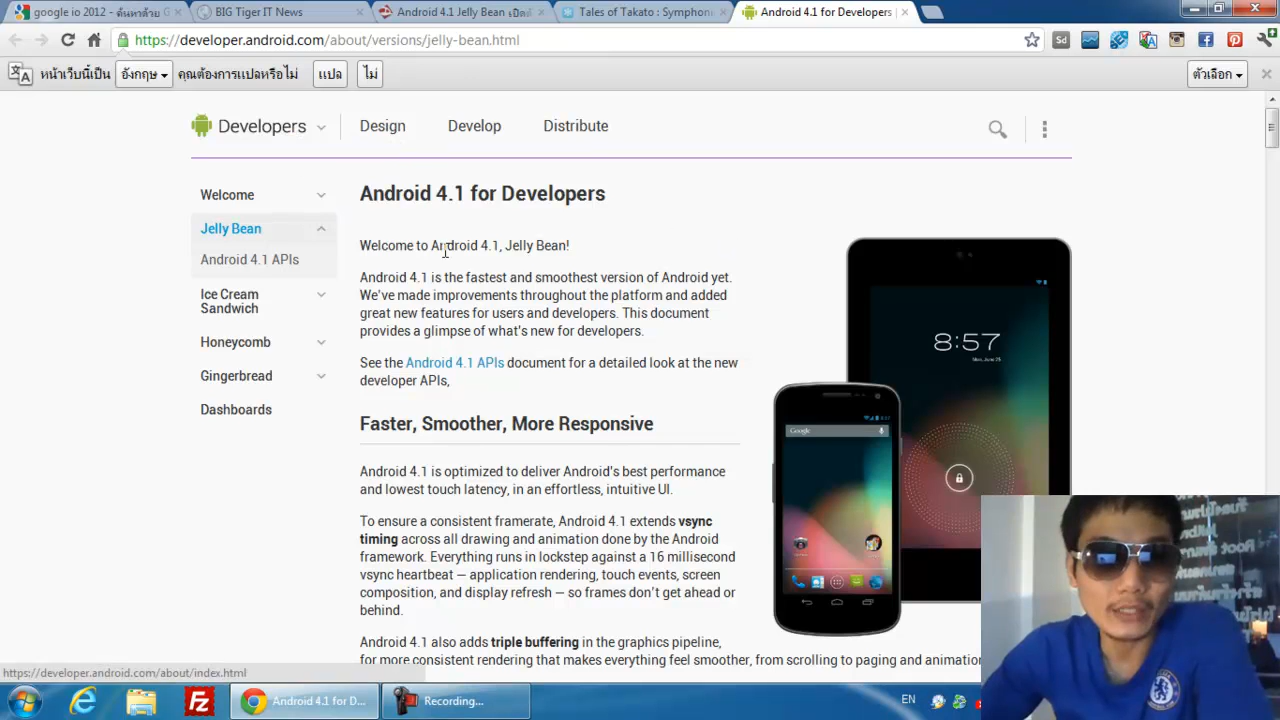 google io 2012 - ค้นหาด้วย G
BIG Tiger IT News
Android 4.1 Jelly Bean เปิดตั
Tales of Takato : Symphon
Android 4.1 for Developers
https://developer.android.com/about/versions/jelly-bean.html
หน้าเว็บนี้เป็น อังกฤษ คุณต้องการแปลหรือไม่ แปล ไม่ ตัวเลือก
Developers Design Develop Distribute
Welcome
Jelly Bean
Android 4.1 APIs
Ice Cream
Sandwich
Honeycomb
Gingerbread
Dashboards
Android 4.1 for Developers
Welcome to Android 4.1, Jelly Bean!
Android 4.1 is the fastest and smoothest version of Android yet.
We've made improvements throughout the platform and added
great new features for users and developers. This document
provides a glimpse of what's new for developers.
See the Android 4.1 APIs document for a detailed look at the new
developer APIs,
Faster, Smoother, More Responsive
Android 4.1 is optimized to deliver Android's best performance
and lowest touch latency, in an effortless, intuitive UI.
To ensure a consistent framerate, Android 4.1 extends vsync
timing across all drawing and animation done by the Android
framework. Everything runs in lockstep against a 16 millisecond
vsync heartbeat — application rendering, touch events, screen
composition, and display refresh — so frames don't get ahead or
behind.
Android 4.1 also adds triple buffering in the graphics pipeline,
for more consistent rendering that makes everything feel smoother, from scrolling to paging and animation
8:57
Google
https://developer.android.com/about/index.html
Android 4.1 for D...
Recording...
EN